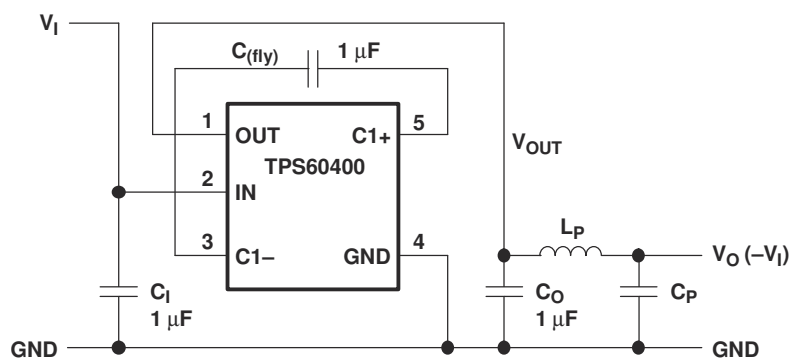 V_I
C_(fly) 1 μF
1 OUT C1+ 5
TPS60400
V_OUT
2 IN
L_P
3 C1− GND 4
V_O (−V_I)
C_I
1 μF
C_O
1 μF
C_P
GND
GND